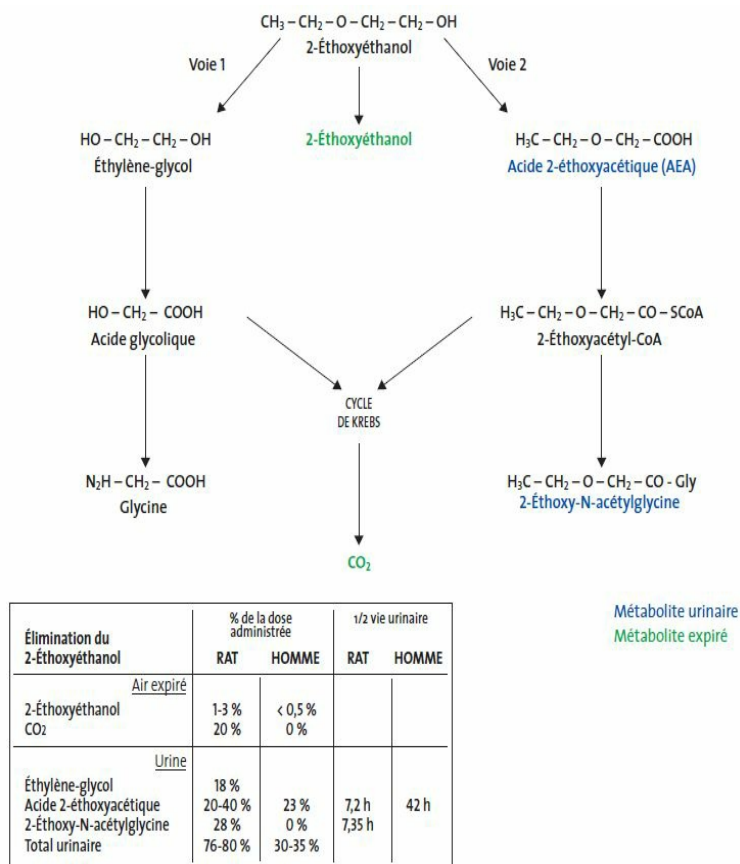 CH₃ – CH₂ – O – CH₂ – CH₂ – OH
2-Éthoxyéthanol
Voie 1
Voie 2
HO – CH₂ – CH₂ – OH
Éthylène-glycol
2-Éthoxyéthanol
H₃C – CH₂ – O – CH₂ – COOH
Acide 2-éthoxyacétique (AEA)
HO – CH₂ – COOH
Acide glycolique
H₃C – CH₂ – O – CH₂ – CO – SCoA
2-Éthoxyacétyl-CoA
CYCLE
DE KREBS
N₂H – CH₂ – COOH
Glycine
H₃C – CH₂ – O – CH₂ – CO - Gly
2-Éthoxy-N-acétylglycine
CO₂
Métabolite urinaire
Métabolite expiré
Élimination du
2-Éthoxyéthanol
% de la dose
administrée
1/2 vie urinaire
RAT HOMME RAT HOMME
Air expiré
2-Éthoxyéthanol 1-3 % < 0,5 %
CO₂ 20 % 0 %
Urine
Éthylène-glycol 18 %
Acide 2-éthoxyacétique 20-40 % 23 % 7,2 h 42 h
2-Éthoxy-N-acétylglycine 28 % 0 % 7,35 h
Total urinaire 76-80 % 30-35 %